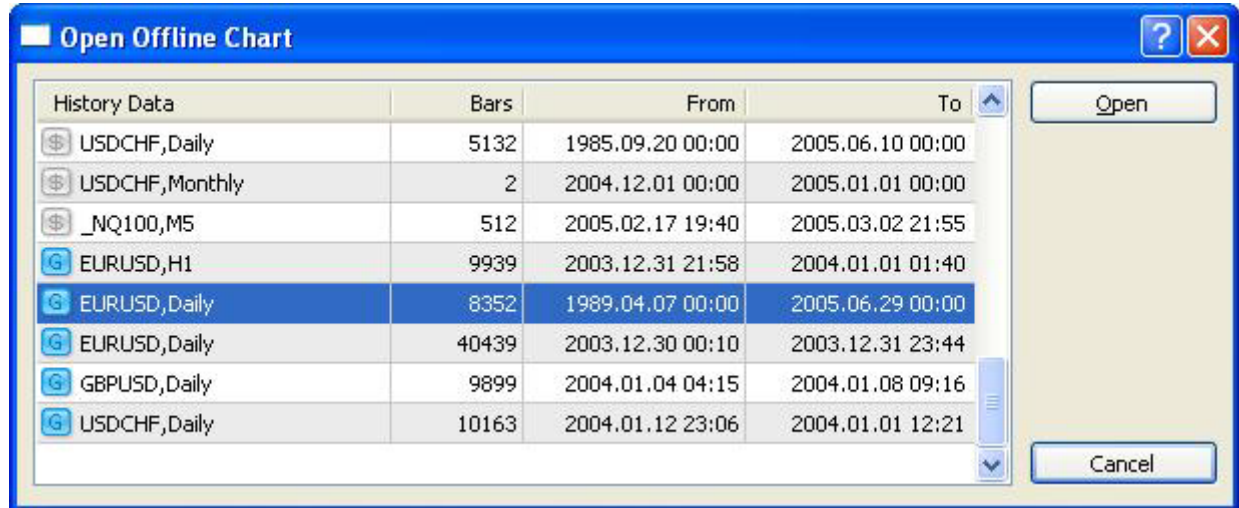 Open Offline Chart ?
History Data Bars From To
Open
$ USDCHF,Daily 5132 1985.09.20 00:00 2005.06.10 00:00
$ USDCHF,Monthly 2 2004.12.01 00:00 2005.01.01 00:00
$ _NQ100,M5 512 2005.02.17 19:40 2005.03.02 21:55
G EURUSD,H1 9939 2003.12.31 21:58 2004.01.01 01:40
G EURUSD,Daily 8352 1989.04.07 00:00 2005.06.29 00:00
G EURUSD,Daily 40439 2003.12.30 00:10 2003.12.31 23:44
G GBPUSD,Daily 9899 2004.01.04 04:15 2004.01.08 09:16
G USDCHF,Daily 10163 2004.01.12 23:06 2004.01.01 12:21
Cancel